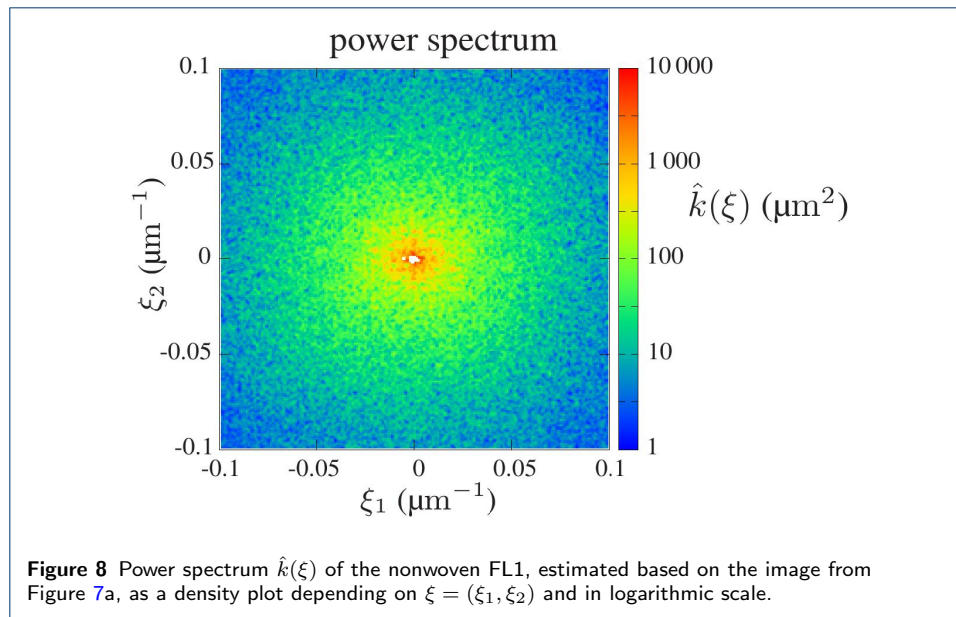 power spectrum
0.1
0.05
0
-0.05
-0.1
ξ₂ (μm⁻¹)
-0.1 -0.05 0 0.05 0.1
ξ₁ (μm⁻¹)
10 000
1 000
100
10
1
k̂(ξ) (μm²)
Figure 8 Power spectrum k̂(ξ) of the nonwoven FL1, estimated based on the image from
Figure 7a, as a density plot depending on ξ = (ξ₁, ξ₂) and in logarithmic scale.